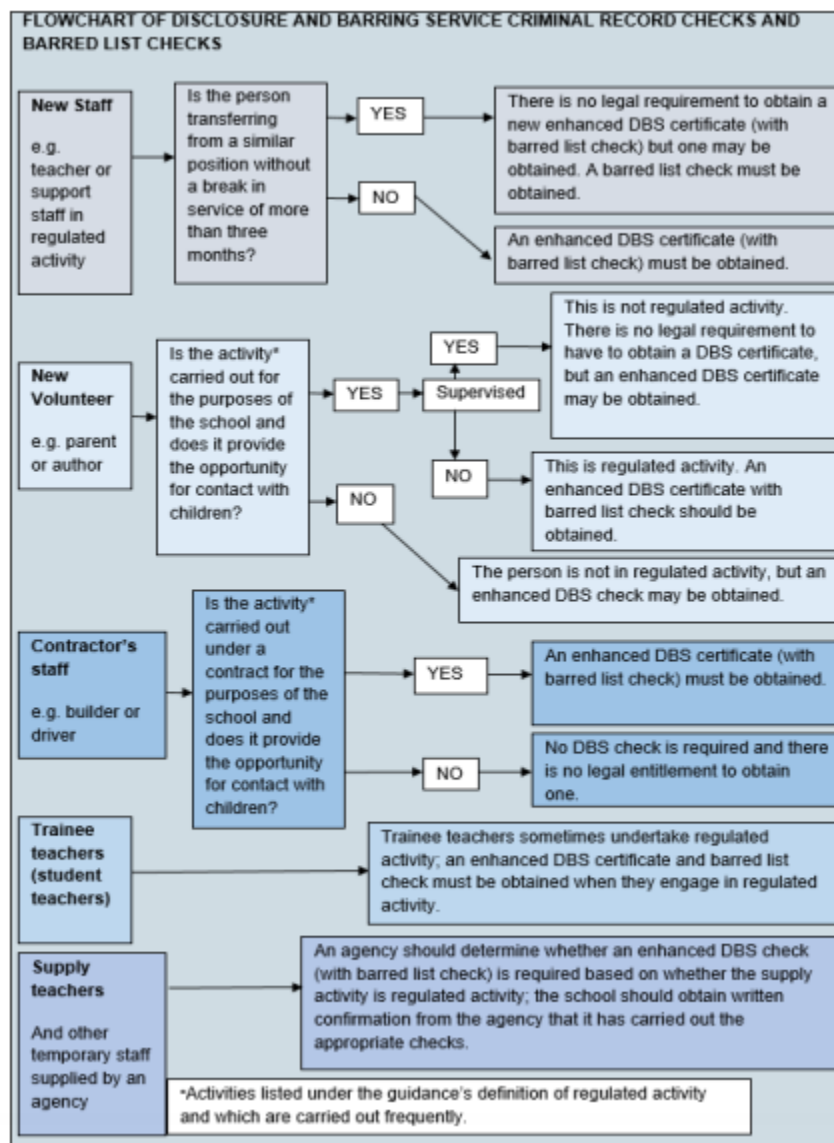 FLOWCHART OF DISCLOSURE AND BARRING SERVICE CRIMINAL RECORD CHECKS AND
BARRED LIST CHECKS
New Staff
e.g.
teacher or
support
staff in
regulated
activity
Is the person
transferring
from a similar
position without
a break in
service of more
than three
months?
YES
There is no legal requirement to obtain a
new enhanced DBS certificate (with
barred list check) but one may be
obtained. A barred list check must be
obtained.
NO
An enhanced DBS certificate (with
barred list check) must be obtained.
New
Volunteer
e.g. parent
or author
Is the activity*
carried out for
the purposes of
the school and
does it provide
the opportunity
for contact with
children?
YES
Supervised
YES
This is not regulated activity.
There is no legal requirement to
have to obtain a DBS certificate,
but an enhanced DBS certificate
may be obtained.
NO
This is regulated activity. An
enhanced DBS certificate with
barred list check should be
obtained.
NO
The person is not in regulated activity, but an
enhanced DBS check may be obtained.
Contractor's
staff
e.g. builder or
driver
Is the activity*
carried out
under a
contract for the
purposes of the
school and
does it provide
the opportunity
for contact with
children?
YES
An enhanced DBS certificate (with
barred list check) must be obtained.
NO
No DBS check is required and there
is no legal entitlement to obtain
one.
Trainee
teachers
(student
teachers)
Trainee teachers sometimes undertake regulated
activity; an enhanced DBS certificate and barred list
check must be obtained when they engage in regulated
activity.
Supply
teachers
And other
temporary staff
supplied by an
agency
An agency should determine whether an enhanced DBS check
(with barred list check) is required based on whether the supply
activity is regulated activity; the school should obtain written
confirmation from the agency that it has carried out the
appropriate checks.
*Activities listed under the guidance's definition of regulated activity
and which are carried out frequently.